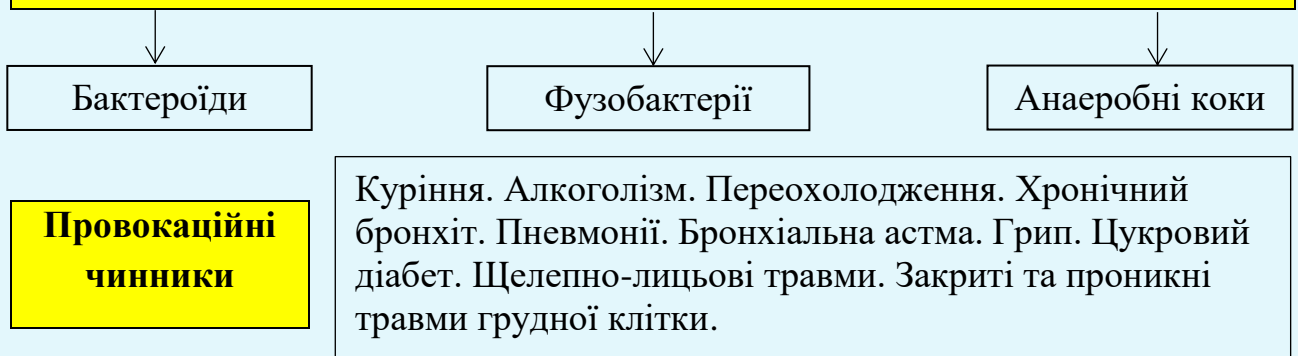 Бактероїди
Фузобактерії
Анаеробні коки
Провокаційні
чинники
Куріння. Алкоголізм. Переохолодження. Хронічний
бронхіт. Пневмонії. Бронхіальна астма. Грип. Цукровий
діабет. Щелепно-лицьові травми. Закриті та проникні
травми грудної клітки.